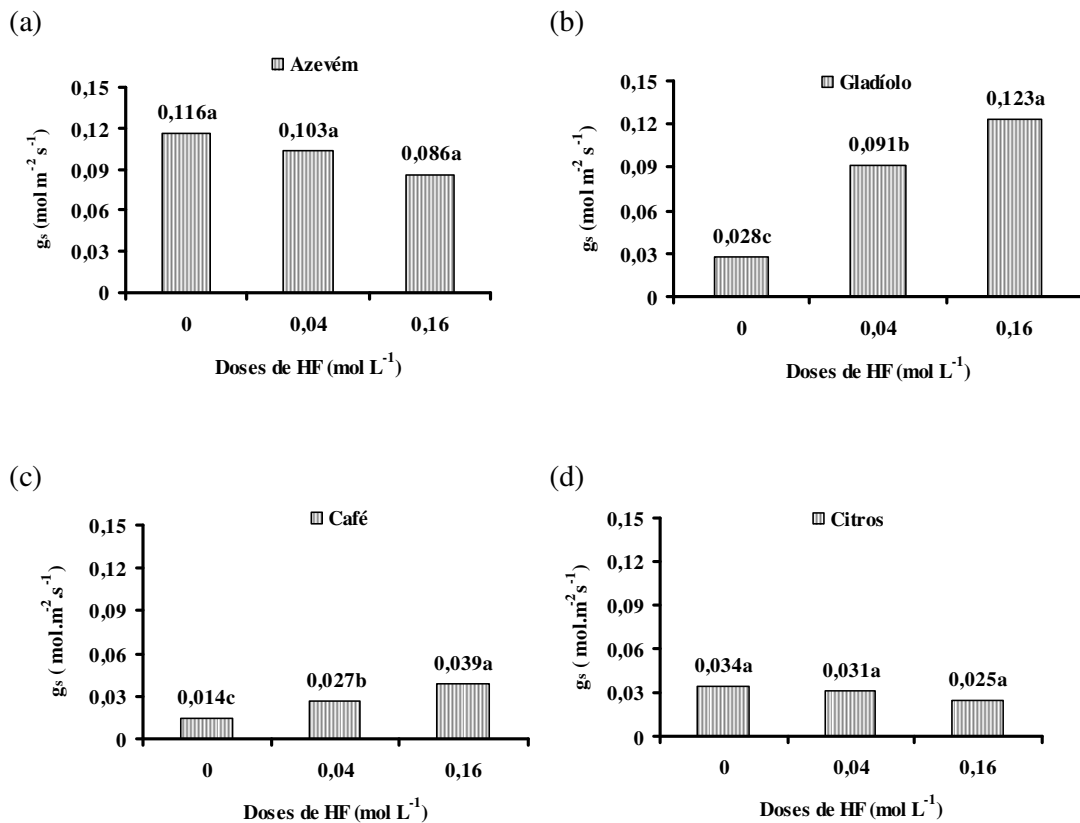 (a)
Azevém
0,15
0,12
0,09
0,06
0,03
0
gs (mol m-2 s-1)
0,116a
0,103a
0,086a
0
0,04
0,16
Doses de HF (mol L-1)
(b)
Gladíolo
0,15
0,12
0,09
0,06
0,03
0
gs (mol m-2 s-1)
0,028c
0,091b
0,123a
0
0,04
0,16
Doses de HF (mol L-1)
(c)
Café
0,15
0,12
0,09
0,06
0,03
0
gs ( mol.m-2.s-1)
0,014c
0,027b
0,039a
0
0,04
0,16
Doses de HF (mol L-1)
(d)
Citros
0,15
0,12
0,09
0,06
0,03
0
gs ( mol.m-2 s-1)
0,034a
0,031a
0,025a
0
0,04
0,16
Doses de HF (mol L-1)